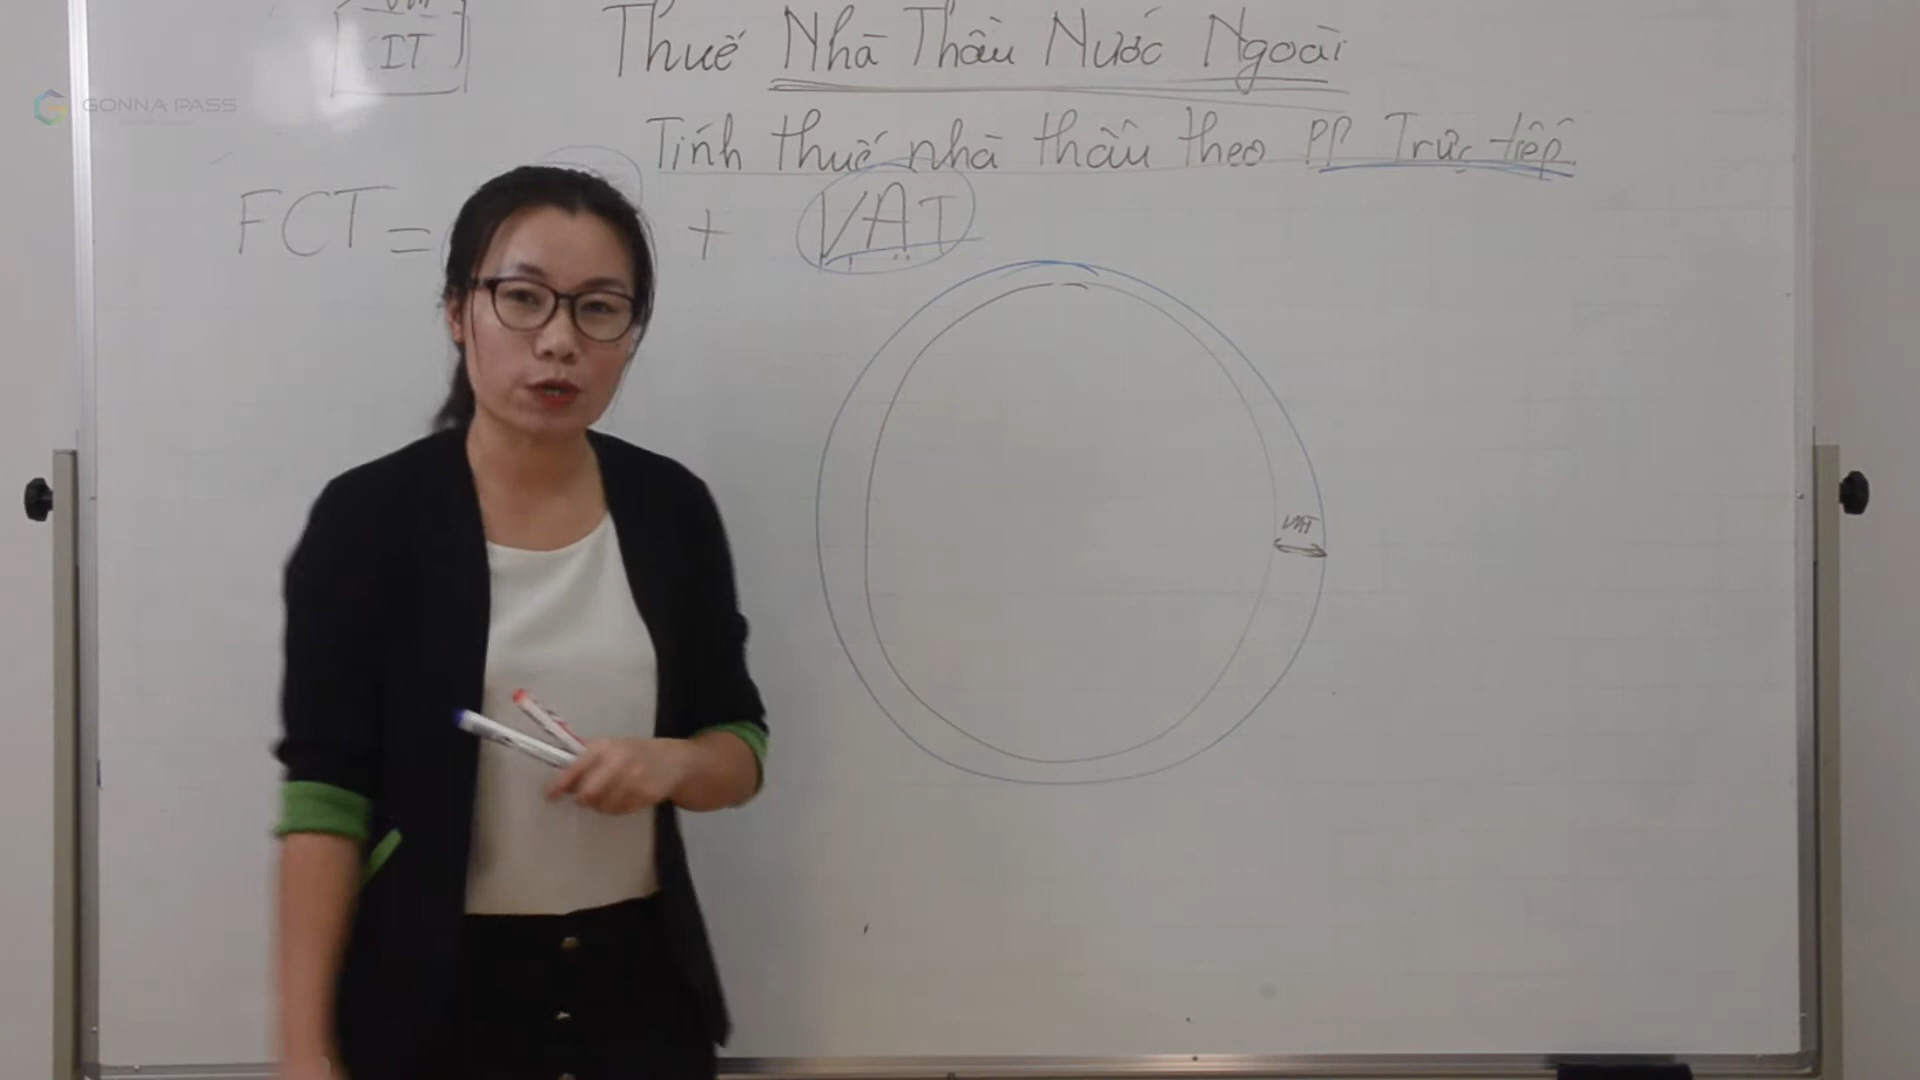 IT
Thuế Nhà Thầu Nước Ngoài
GONNA PASS
Tính thuế nhà thầu theo PP Trực tiếp
FCT = + VAT
VAT